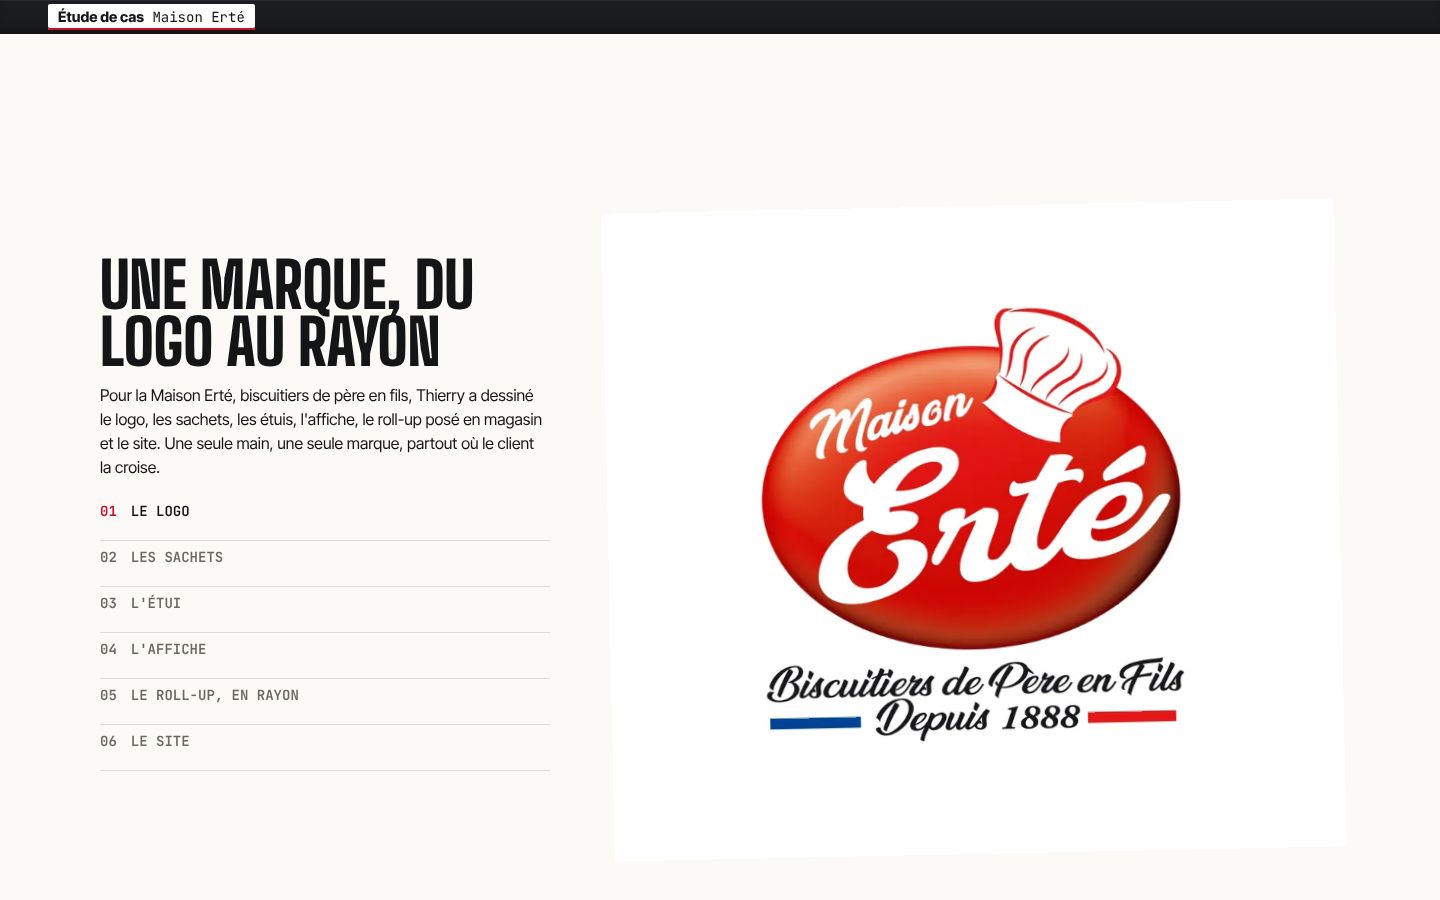 Étude de cas Maison Erté
UNE MARQUE, DU
LOGO AU RAYON
Pour la Maison Erté, biscuitiers de père en fils, Thierry a dessiné
le logo, les sachets, les étuis, l'affiche, le roll-up posé en magasin
et le site. Une seule main, une seule marque, partout où le client
la croise.
01 LE LOGO
02 LES SACHETS
03 L'ÉTUI
04 L'AFFICHE
05 LE ROLL-UP, EN RAYON
06 LE SITE
Maison
Erté
Biscuitiers de Père en Fils
Depuis 1888